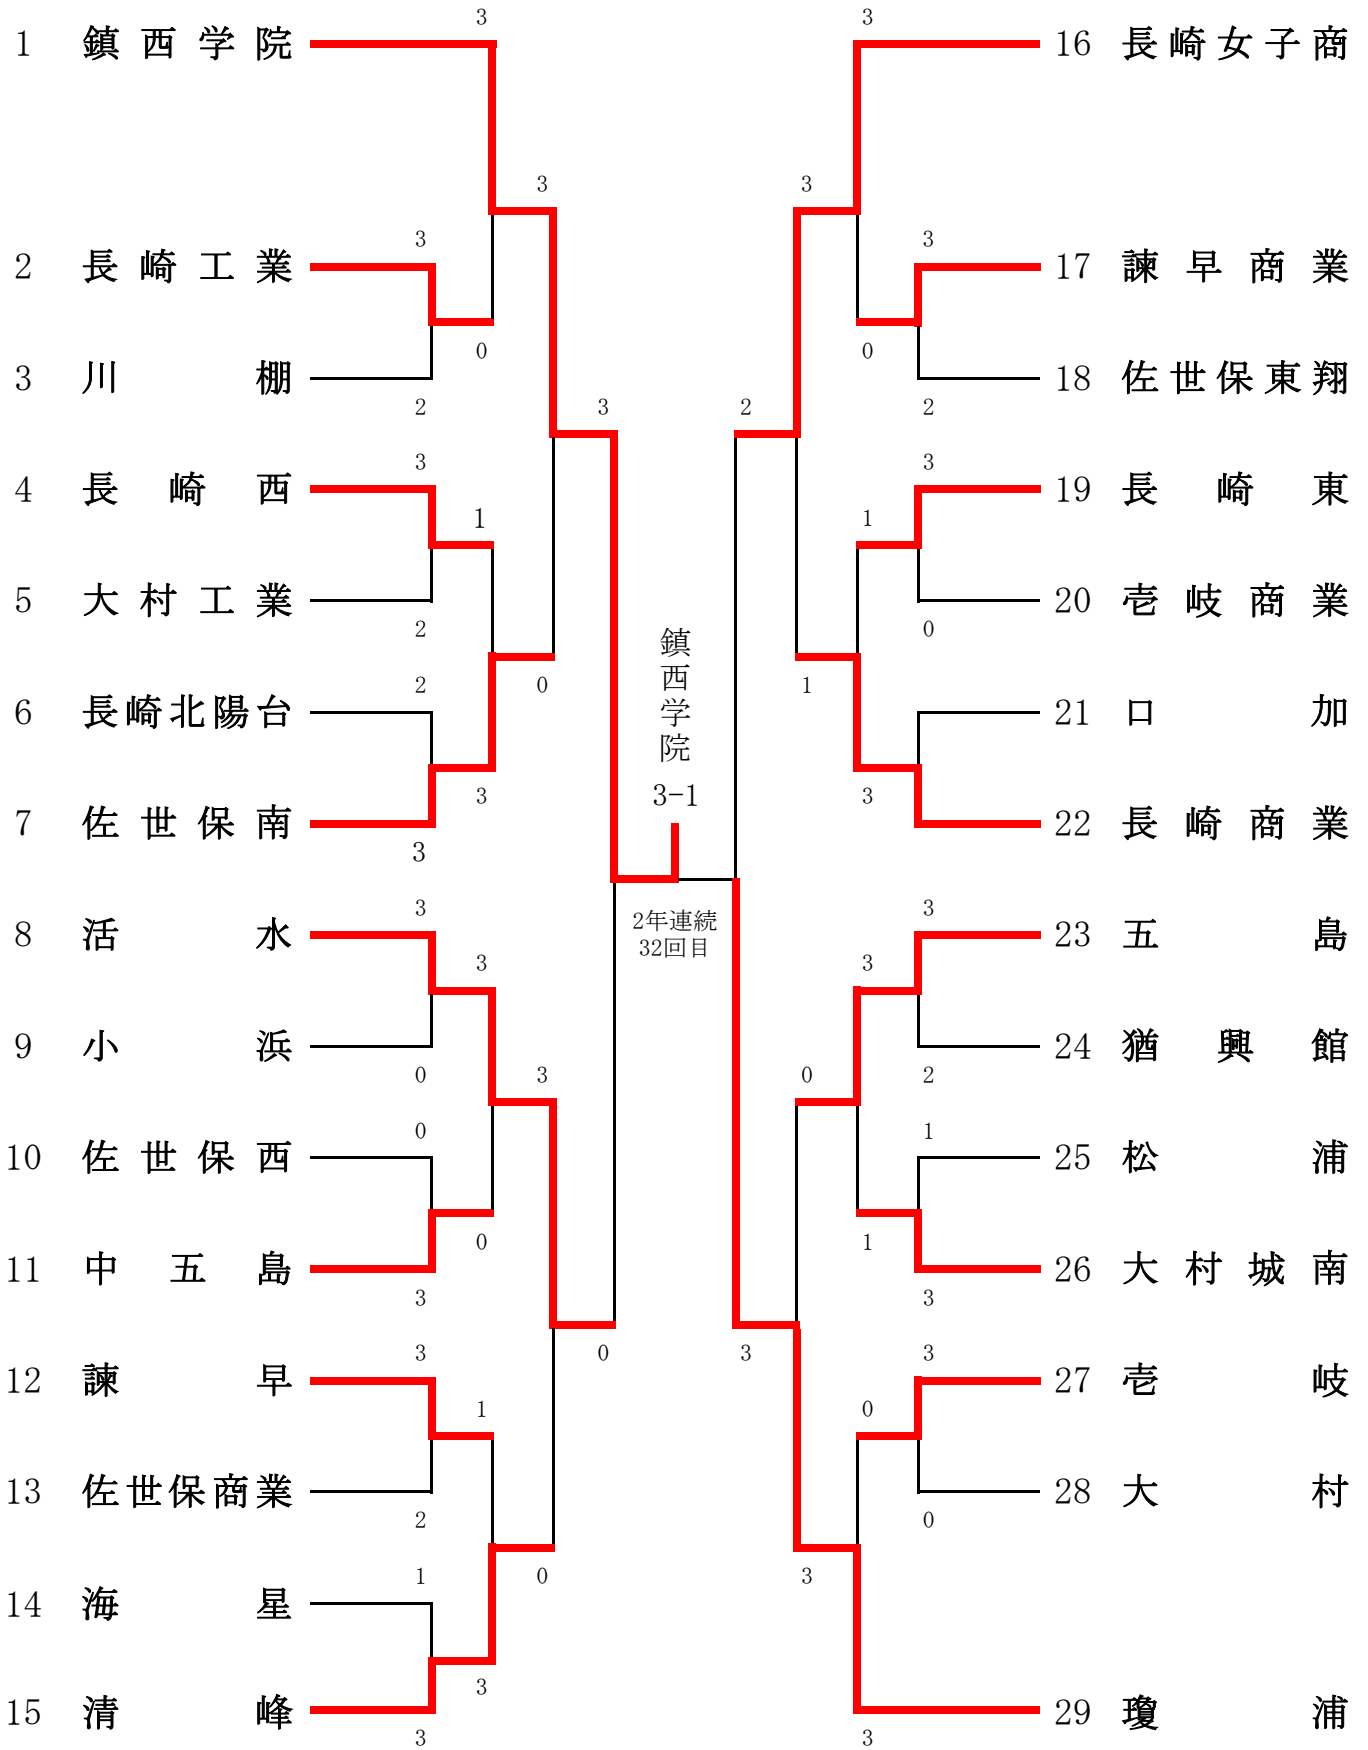 3
1 鎮西学院
3
2 長崎工業
3
0
3 川棚
2
3
3
4 長崎西
1
5 大村工業
2
2
0
6 長崎北陽台
3
7 佐世保南
3
3
8 活水
3
9 小浜
0
3
0
10 佐世保西
0
11 中五島
3
0
3
12 諫早
1
13 佐世保商業
2
1
0
14 海星
3
15 清峰
3
鎮西学院
3-1
2年連続
32回目
3
16 長崎女子商
3
3
17 諫早商業
0
18 佐世保東翔
2
2
3
19 長崎東
1
20 壱岐商業
0
1
21 口加
3
22 長崎商業
3
23 五島
3
24 猶興館
2
0
1
25 松浦
1
26 大村城南
3
3
3
27 壱岐
0
28 大村
0
3
29 瓊浦
3